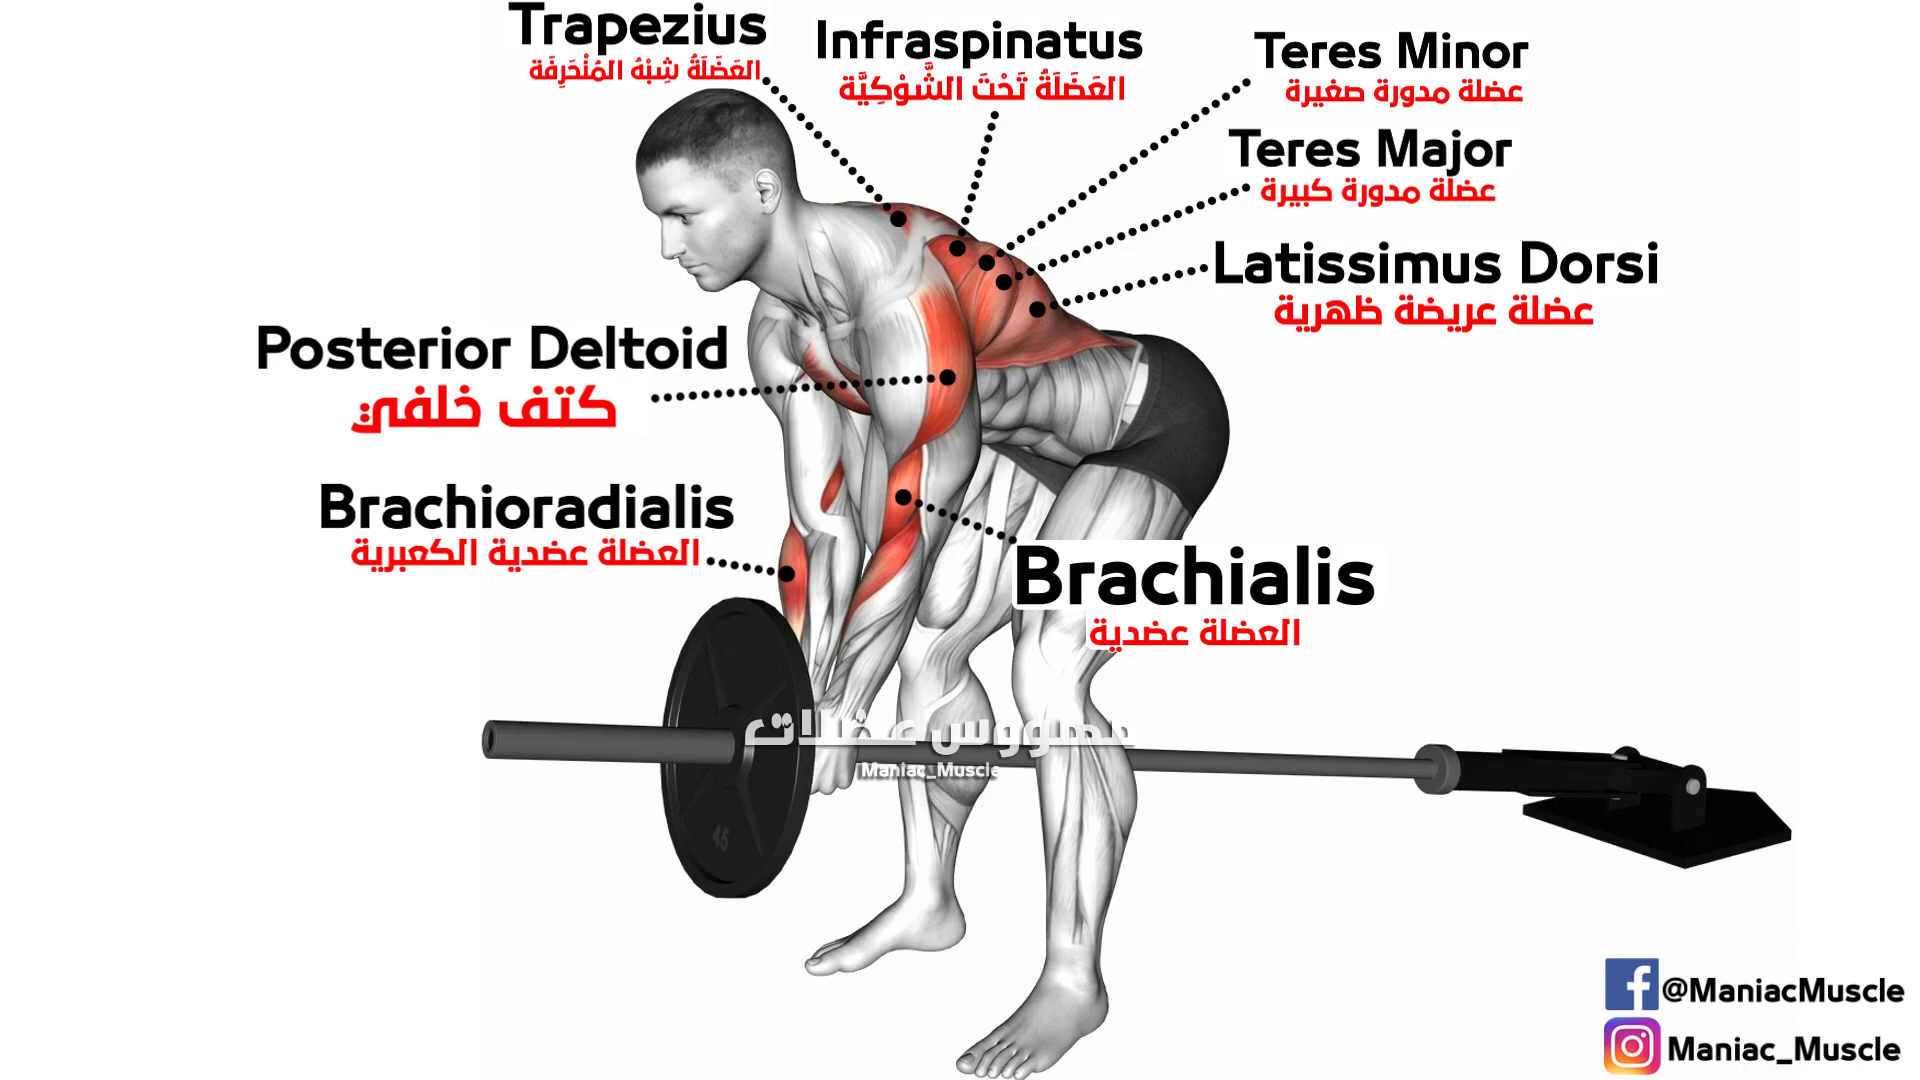 Trapezius
العَضَلَةُ شِبْهُ المُنْحَرِفَة
Infraspinatus
العَضَلَةُ تَحْتَ الشَّوْكِيَّة
Teres Minor
عضلة مدورة صغيرة
Teres Major
عضلة مدورة كبيرة
Latissimus Dorsi
عضلة عريضة ظهرية
Posterior Deltoid
كتف خلفي
Brachioradialis
العضلة عضدية الكعبرية
Brachialis
العضلة عضدية
مهووس عضلات
Maniac_Muscle
45
@ManiacMuscle
Maniac_Muscle